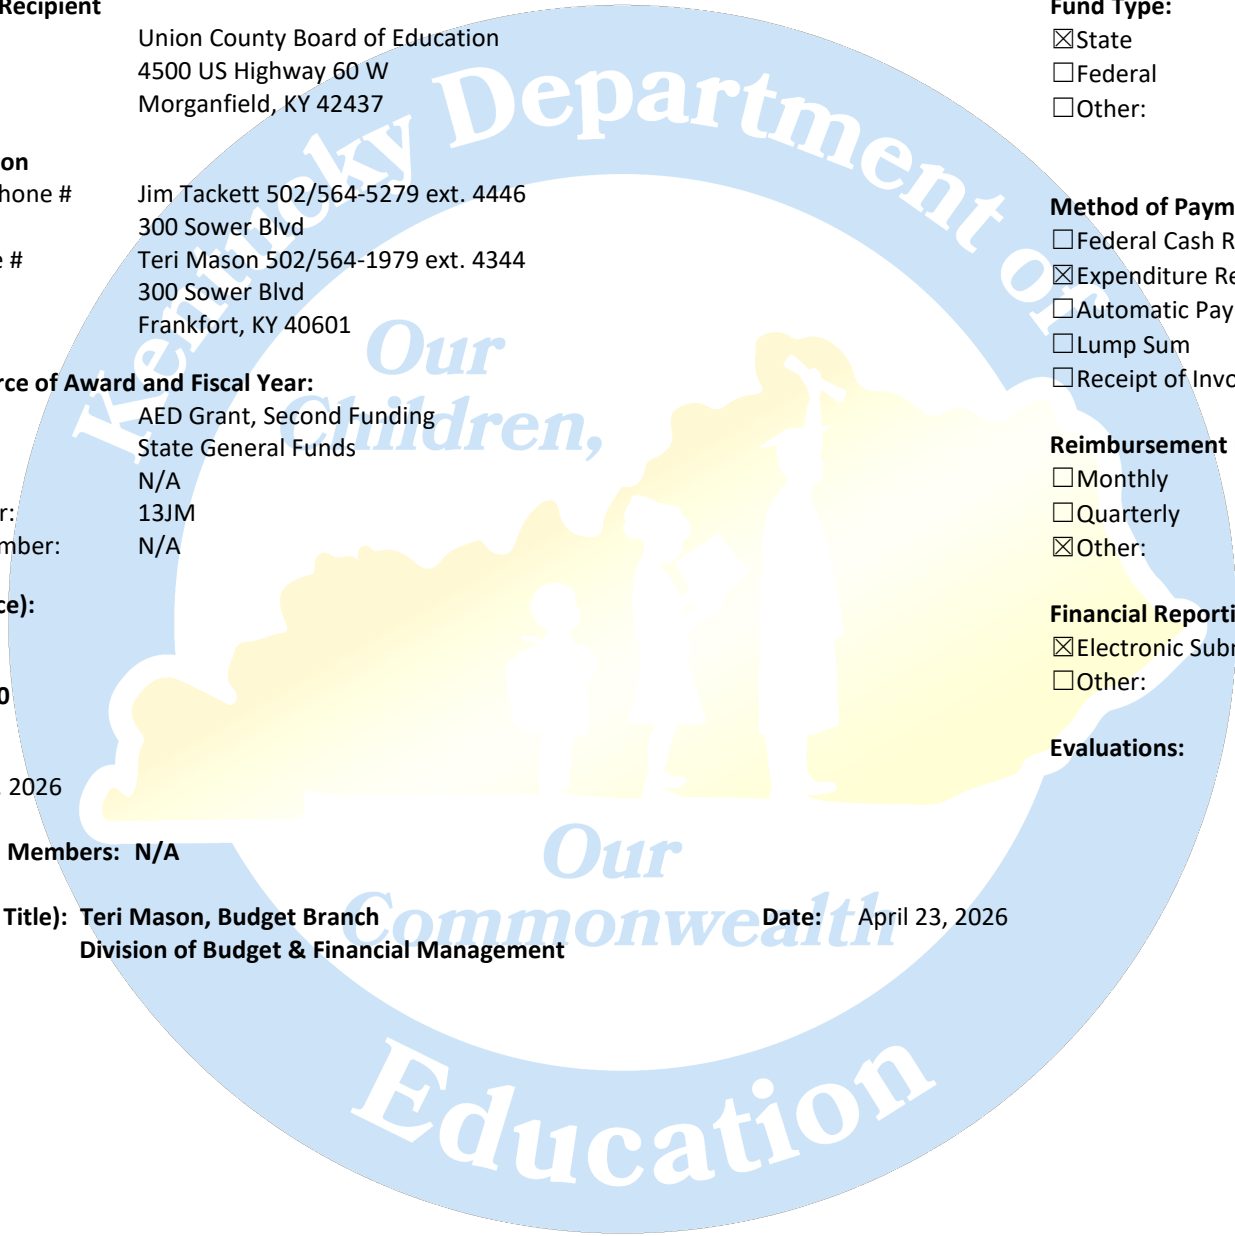 Recipient
Union County Board of Education
4500 US Highway 60 W
Morganfield, KY 42437
on
hone # Jim Tackett 502/564-5279 ext. 4446
300 Sower Blvd
e # Teri Mason 502/564-1979 ext. 4344
300 Sower Blvd
Frankfort, KY 40601
rce of Award and Fiscal Year:
AED Grant, Second Funding
State General Funds
N/A
r: 13JM
mber: N/A
ce):
0
, 2026
Members: N/A
Title): Teri Mason, Budget Branch
Division of Budget & Financial Management
Date: April 23, 2026
Fund Type:
☒State
☐Federal
☐Other:
Method of Paym
☐Federal Cash R
☒Expenditure Re
☐Automatic Pay
☐Lump Sum
☐Receipt of Invo
Reimbursement
☐Monthly
☐Quarterly
☒Other:
Financial Reporti
☒Electronic Subr
☐Other:
Evaluations:
Kentucky Department of
Education
Our
Children,
Our
Commonwealth